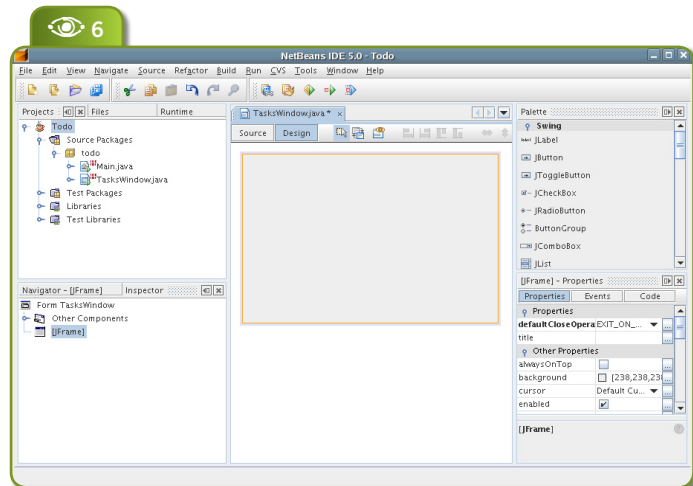 6
NetBeans IDE 5.0 - Todo
File Edit View Navigate Source Refactor Build Run CVS Tools Window Help
Projects Files Runtime
Todo
Source Packages
todo
Main.java
TasksWindow.java
Test Packages
Libraries
Test Libraries
Navigator - [JFrame] Inspector
Form TasksWindow
Other Components
[JFrame]
TasksWindow.java * x
Source Design
Palette
Swing
JLabel
JButton
JToggleButton
JCheckBox
JRadioButton
ButtonGroup
JComboBox
JList
[JFrame] - Properties
Properties Events Code
Properties
defaultCloseOpera EXIT_ON_... ...
title ...
Other Properties
alwaysOnTop ...
background [238,238,23 ...
cursor Default Cu... ...
enabled ...
[JFrame]